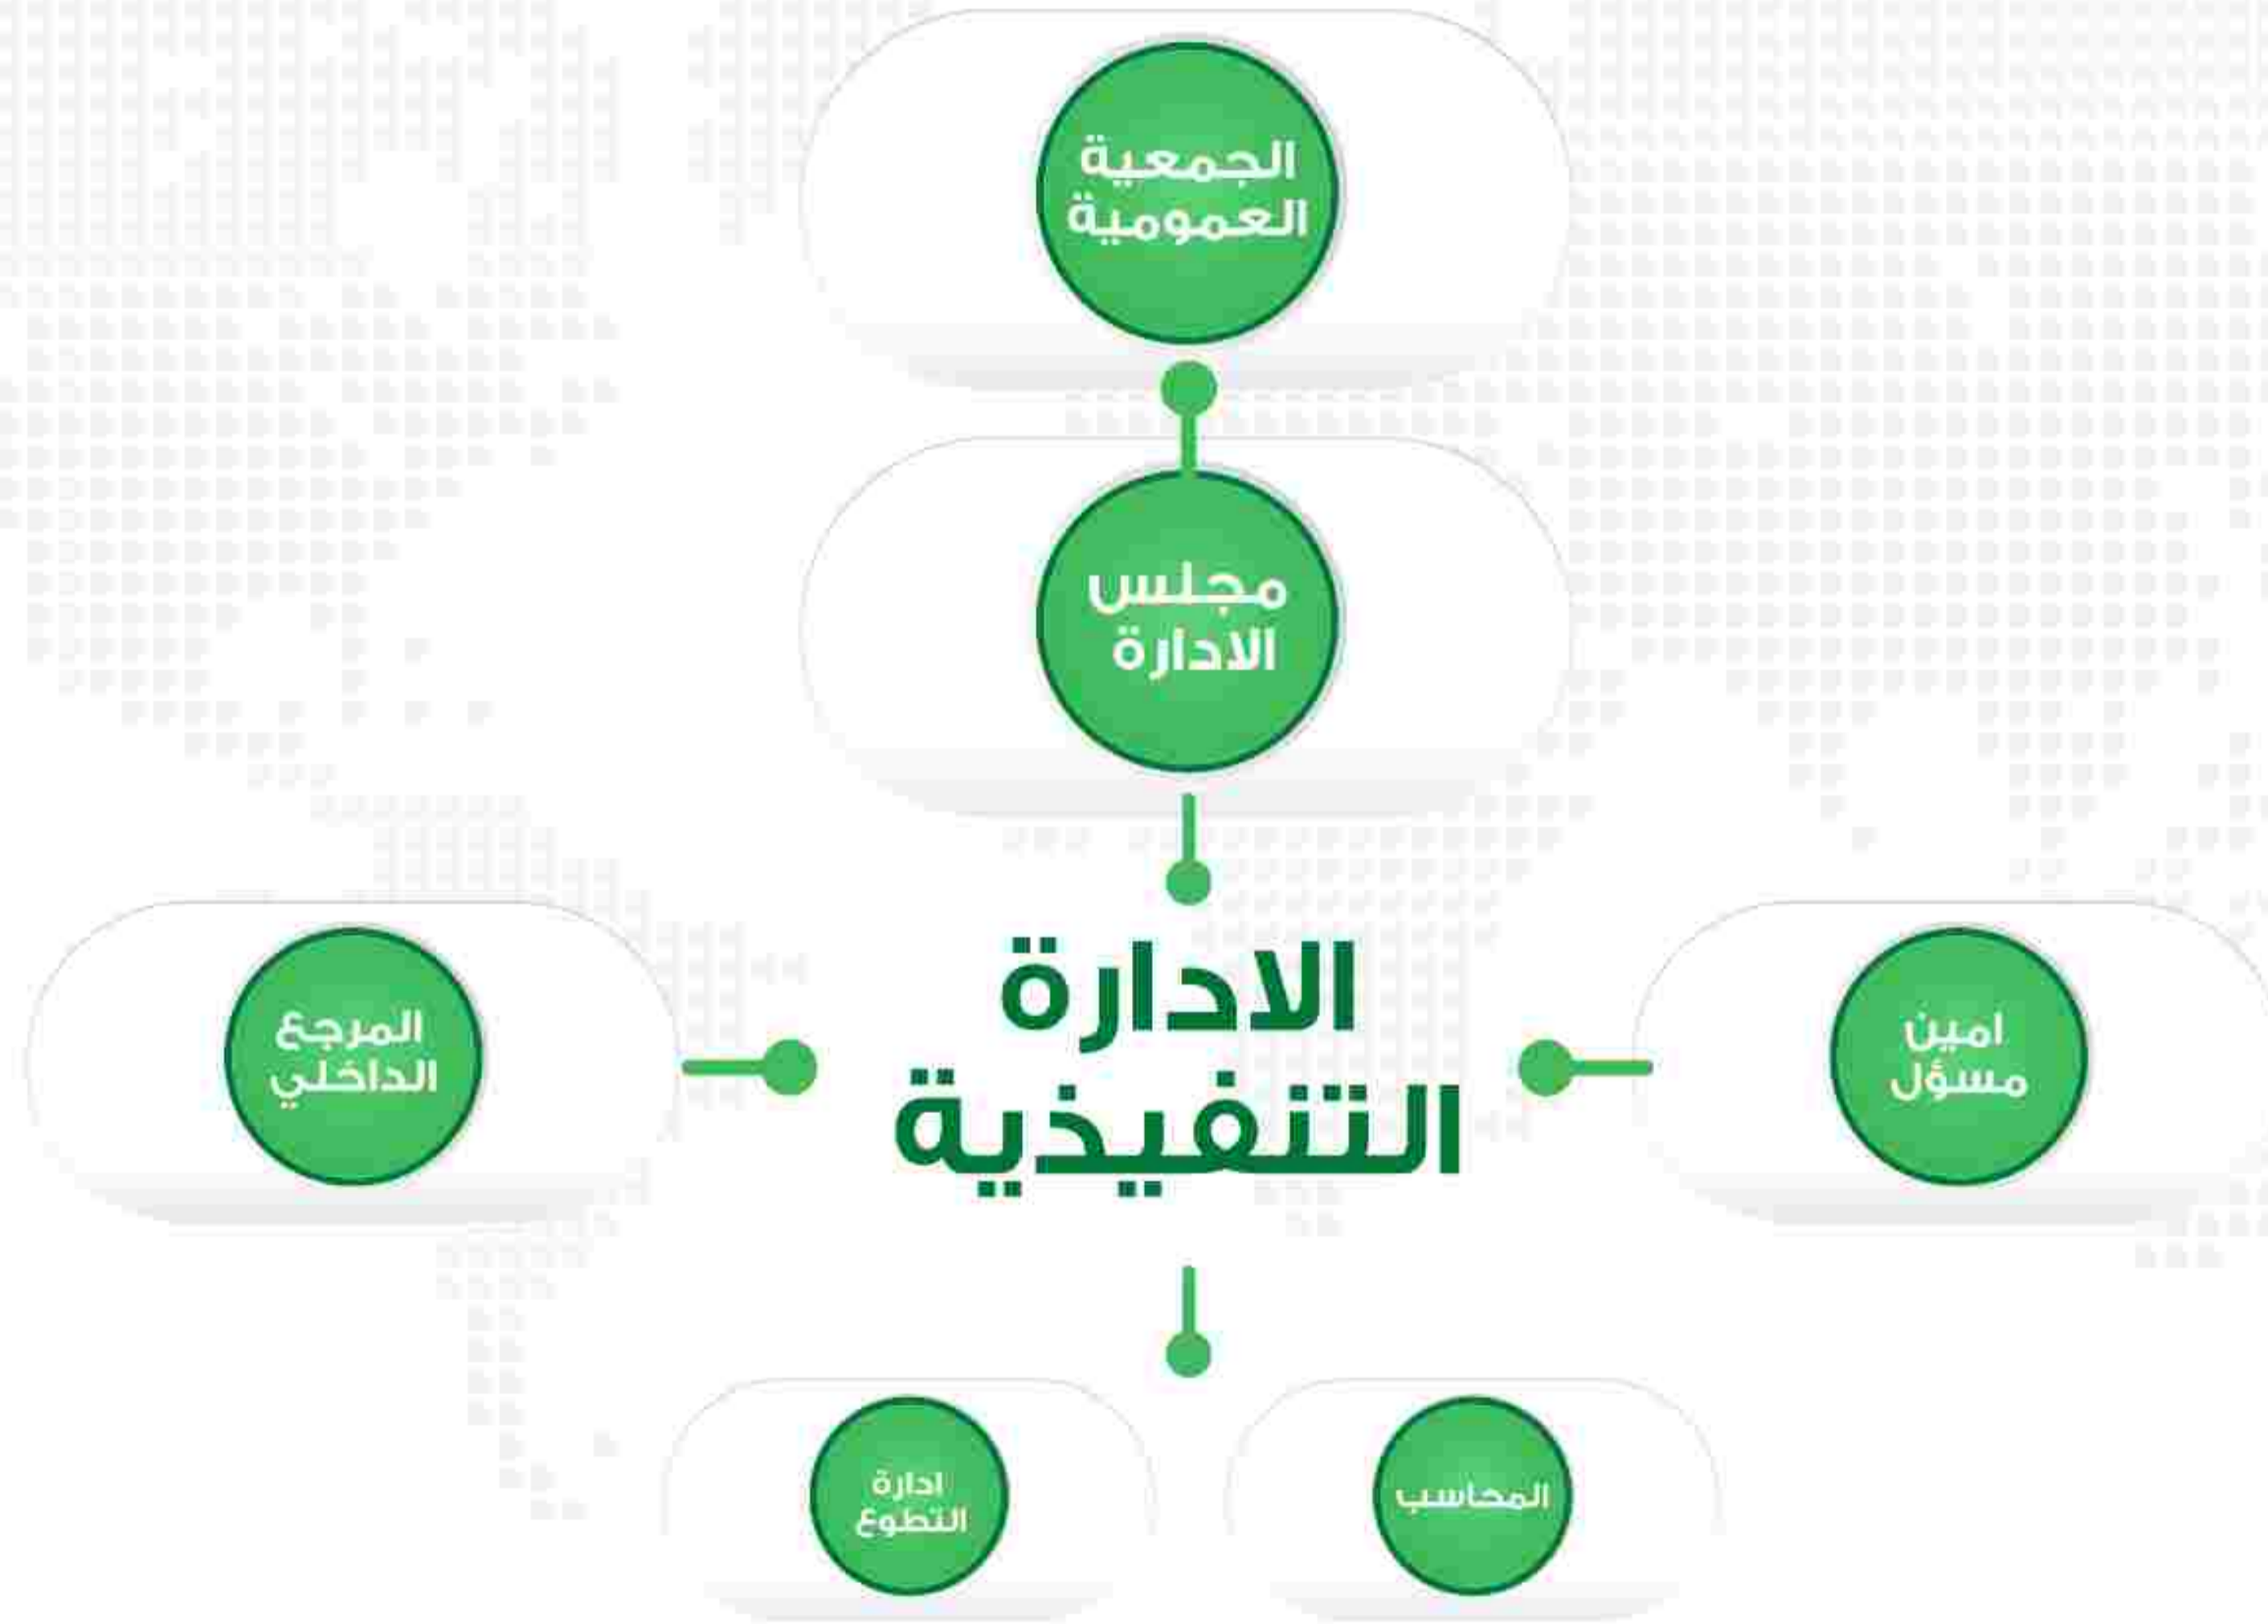 الجمعية
العمومية
مجلس
الادارة
الادارة
التنفيذية
امين
مسؤل
المرجع
الداخلي
المحاسب
ادارة
التطوع